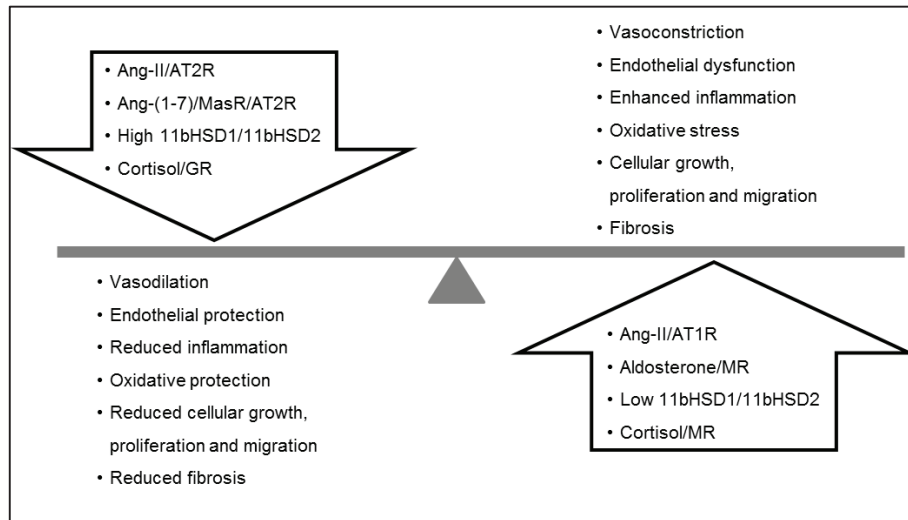 • Ang-II/AT2R
• Ang-(1-7)/MasR/AT2R
• High 11bHSD1/11bHSD2
• Cortisol/GR
• Vasoconstriction
• Endothelial dysfunction
• Enhanced inflammation
• Oxidative stress
• Cellular growth,
proliferation and migration
• Fibrosis
• Vasodilation
• Endothelial protection
• Reduced inflammation
• Oxidative protection
• Reduced cellular growth,
proliferation and migration
• Reduced fibrosis
• Ang-II/AT1R
• Aldosterone/MR
• Low 11bHSD1/11bHSD2
• Cortisol/MR